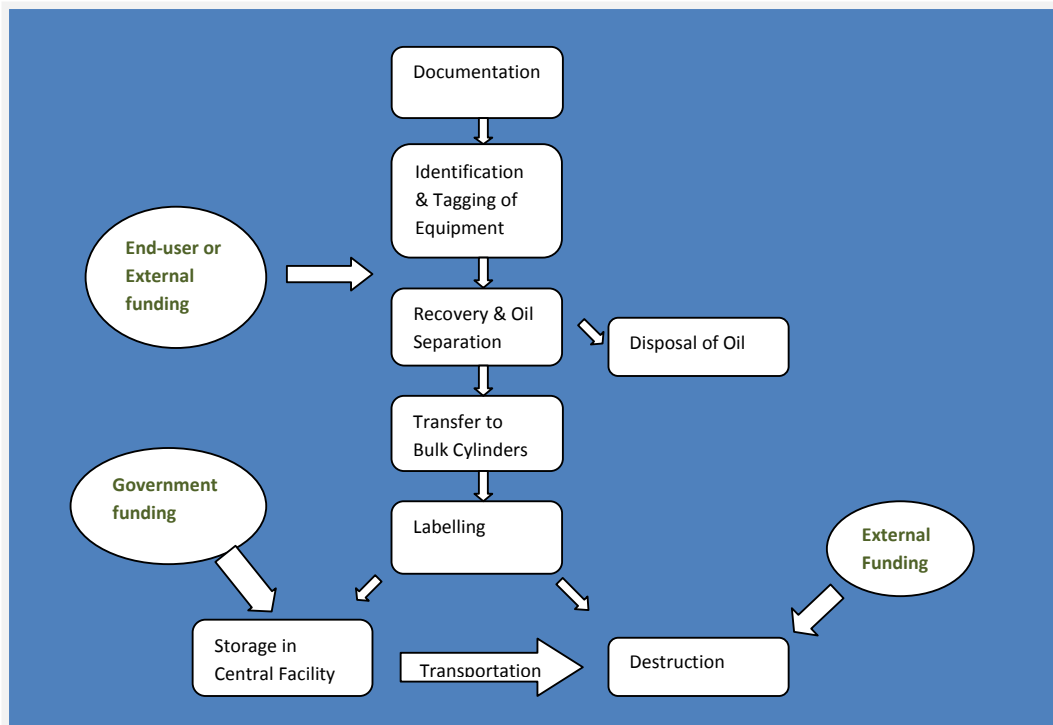 Documentation
Identification
& Tagging of
Equipment
End-user or
External
funding
Recovery & Oil
Separation
Disposal of Oil
Transfer to
Bulk Cylinders
Government
funding
Labelling
External
Funding
Storage in
Central Facility
Transportation
Destruction